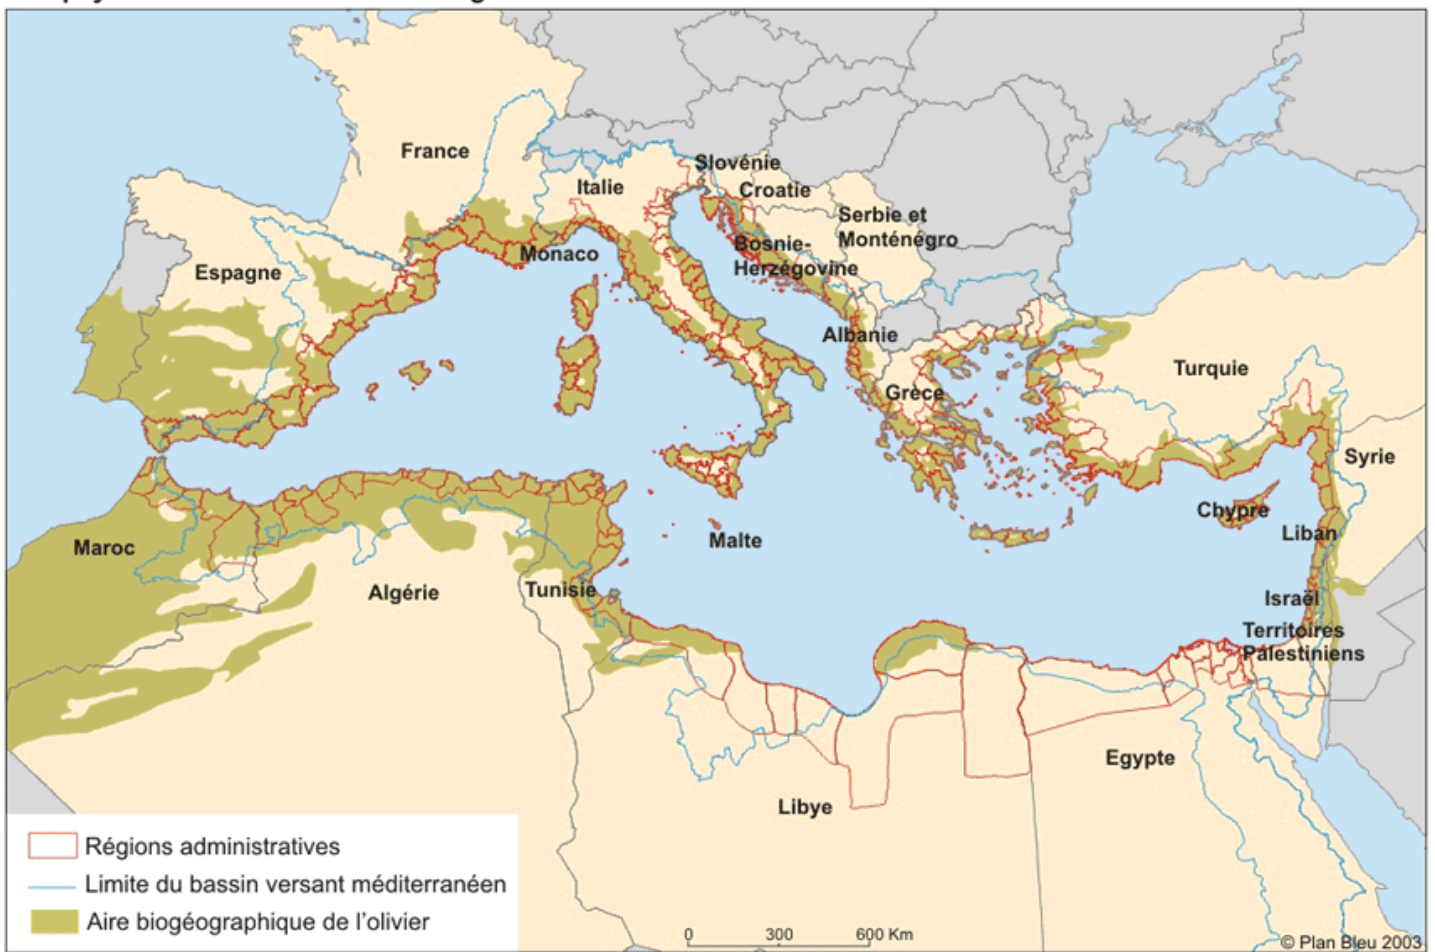 France
Slovénie
Italie
Croatie
Serbie et
Monténégro
Bosnie-
Herzégovine
Monaco
Espagne
Albanie
Turquie
Grèce
Syrie
Chypre
Liban
Malte
Maroc
Algérie
Tunisie
Israël
Territoires
Palestiniens
Egypte
Libye
Régions administratives
Limite du bassin versant méditerranéen
Aire biogéographique de l'olivier
0 300 600 Km
© Plan Bleu 2003